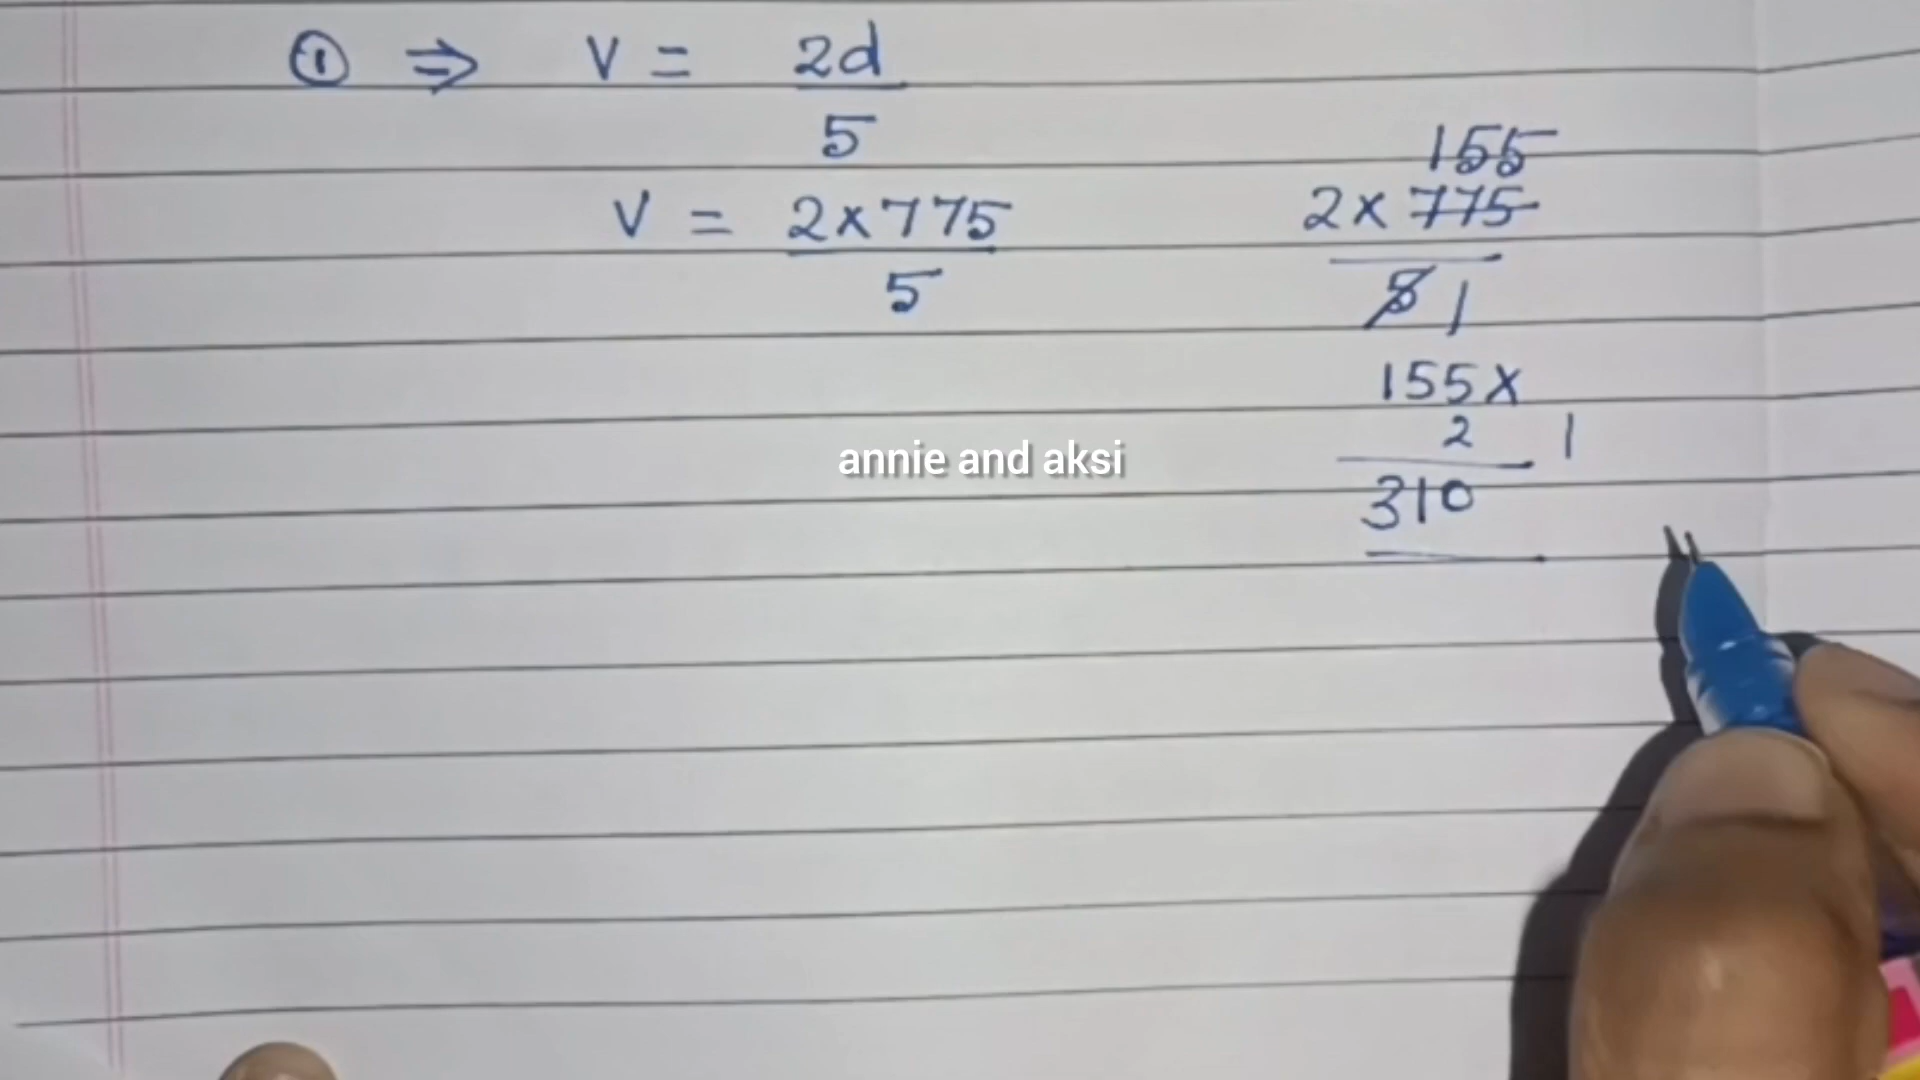 ① ⇒ V = 2d
5
V = 2×775
5
155
2 × 775
5 1
155×
2 1
310
annie and aksi